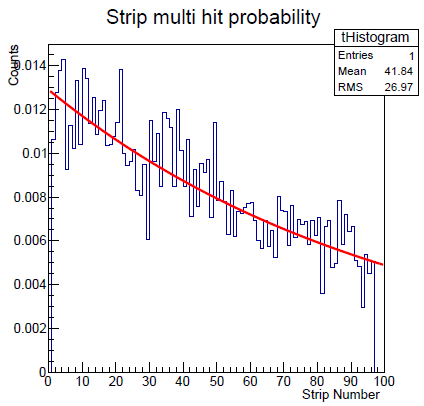 Strip multi hit probability
tHistogram
Entries 1
Mean 41.84
RMS 26.97
Counts
0.014
0.012
0.01
0.008
0.006
0.004
0.002
0
0 10 20 30 40 50 60 70 80 90 100
Strip Number